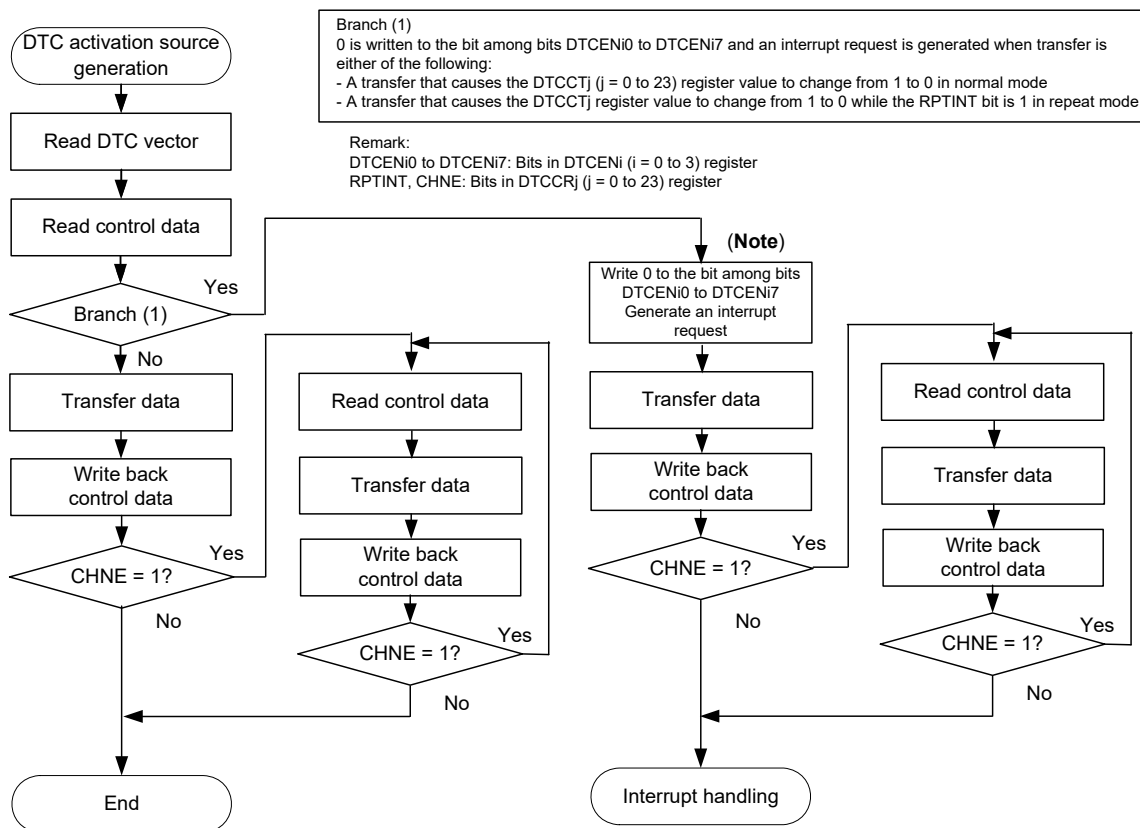 DTC activation source
generation
Branch (1)
0 is written to the bit among bits DTCENi0 to DTCENi7 and an interrupt request is generated when transfer is
either of the following:
- A transfer that causes the DTCCTj (j = 0 to 23) register value to change from 1 to 0 in normal mode
- A transfer that causes the DTCCTj register value to change from 1 to 0 while the RPTINT bit is 1 in repeat mode
Remark:
DTCENi0 to DTCENi7: Bits in DTCENi (i = 0 to 3) register
RPTINT, CHNE: Bits in DTCCRj (j = 0 to 23) register
Read DTC vector
Read control data
Branch (1)
Yes
No
Transfer data
Write back
control data
CHNE = 1?
Yes
No
Read control data
Transfer data
Write back
control data
CHNE = 1?
Yes
No
End
(Note)
Write 0 to the bit among bits
DTCENi0 to DTCENi7
Generate an interrupt
request
Transfer data
Write back
control data
CHNE = 1?
Yes
No
Read control data
Transfer data
Write back
control data
CHNE = 1?
Yes
No
Interrupt handling